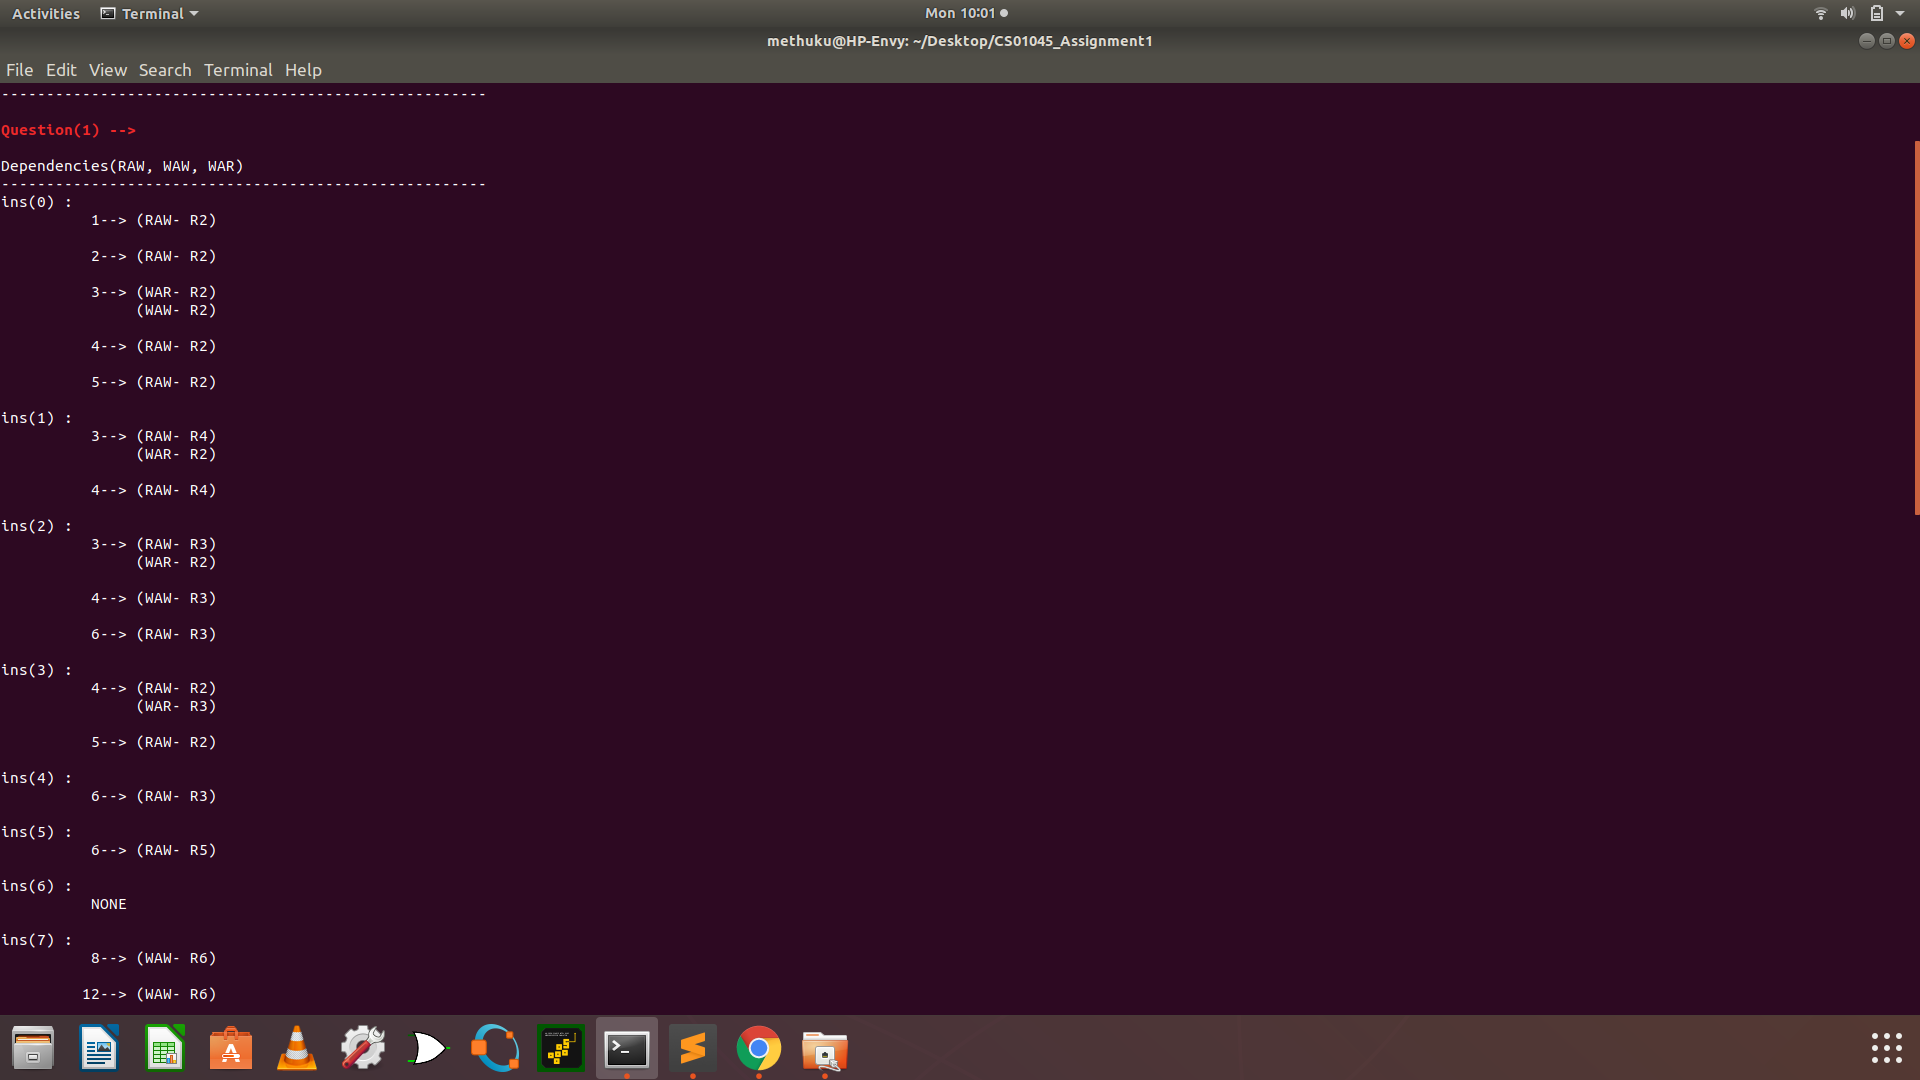 Activities Terminal Mon 10:01
methuku@HP-Envy: ~/Desktop/CS01045_Assignment1
File Edit View Search Terminal Help
------------------------------------------------------
Question(1) -->
Dependencies(RAW, WAW, WAR)
------------------------------------------------------
ins(0) :
1--> (RAW- R2)
2--> (RAW- R2)
3--> (WAR- R2)
(WAW- R2)
4--> (RAW- R2)
5--> (RAW- R2)
ins(1) :
3--> (RAW- R4)
(WAR- R2)
4--> (RAW- R4)
ins(2) :
3--> (RAW- R3)
(WAR- R2)
4--> (WAW- R3)
6--> (RAW- R3)
ins(3) :
4--> (RAW- R2)
(WAR- R3)
5--> (RAW- R2)
ins(4) :
6--> (RAW- R3)
ins(5) :
6--> (RAW- R5)
ins(6) :
NONE
ins(7) :
8--> (WAW- R6)
12--> (WAW- R6)